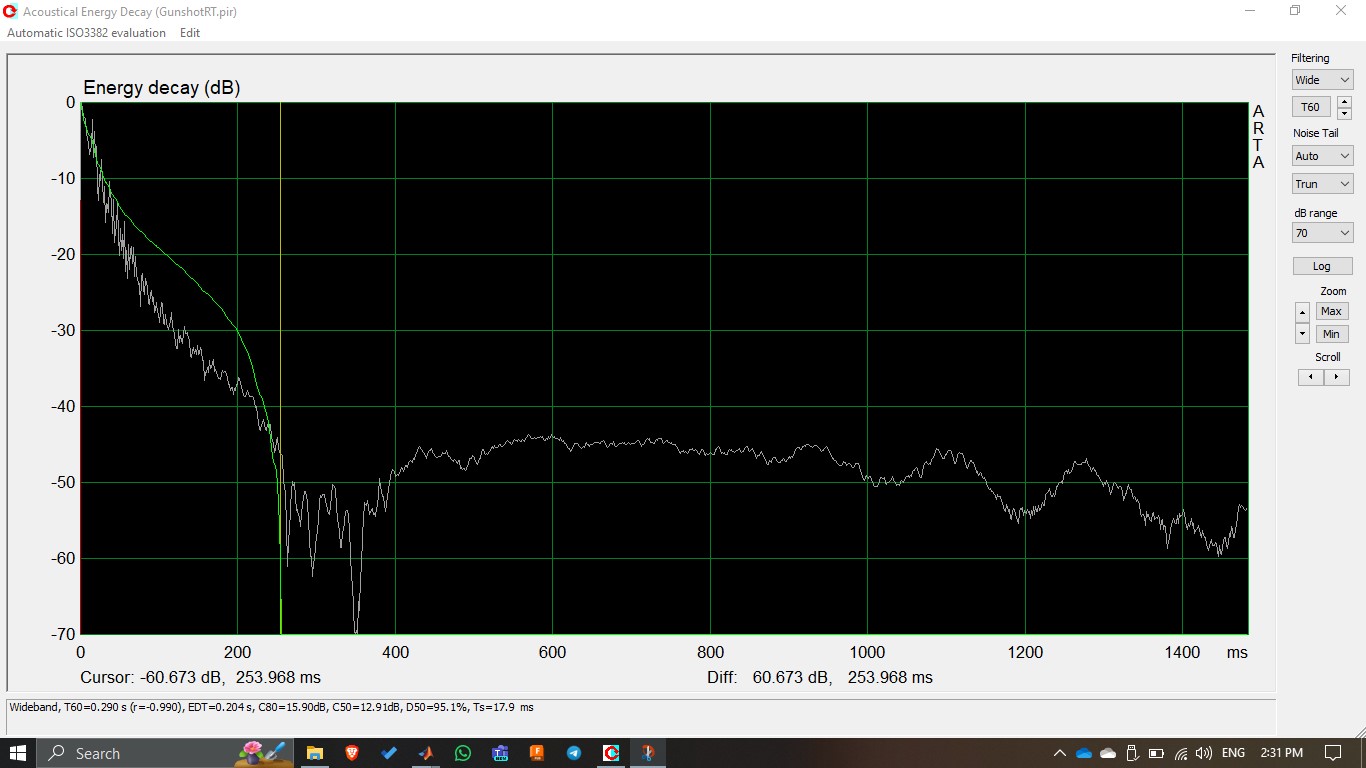 Acoustical Energy Decay (GunshotRT.pir)
Automatic ISO3382 evaluation Edit
Energy decay (dB)
0
-10
-20
-30
-40
-50
-60
-70
0 200 400 600 800 1000 1200 1400 ms
A
R
T
A
Cursor: -60.673 dB, 253.968 ms
Diff: 60.673 dB, 253.968 ms
Filtering
Wide
T60
Noise Tail
Auto
Trun
dB range
70
Log
Zoom
Max
Min
Scroll
Wideband, T60=0.290 s (r=-0.990), EDT=0.204 s, C80=15.90dB, C50=12.91dB, D50=95.1%, Ts=17.9 ms
Search
ENG 2:31 PM